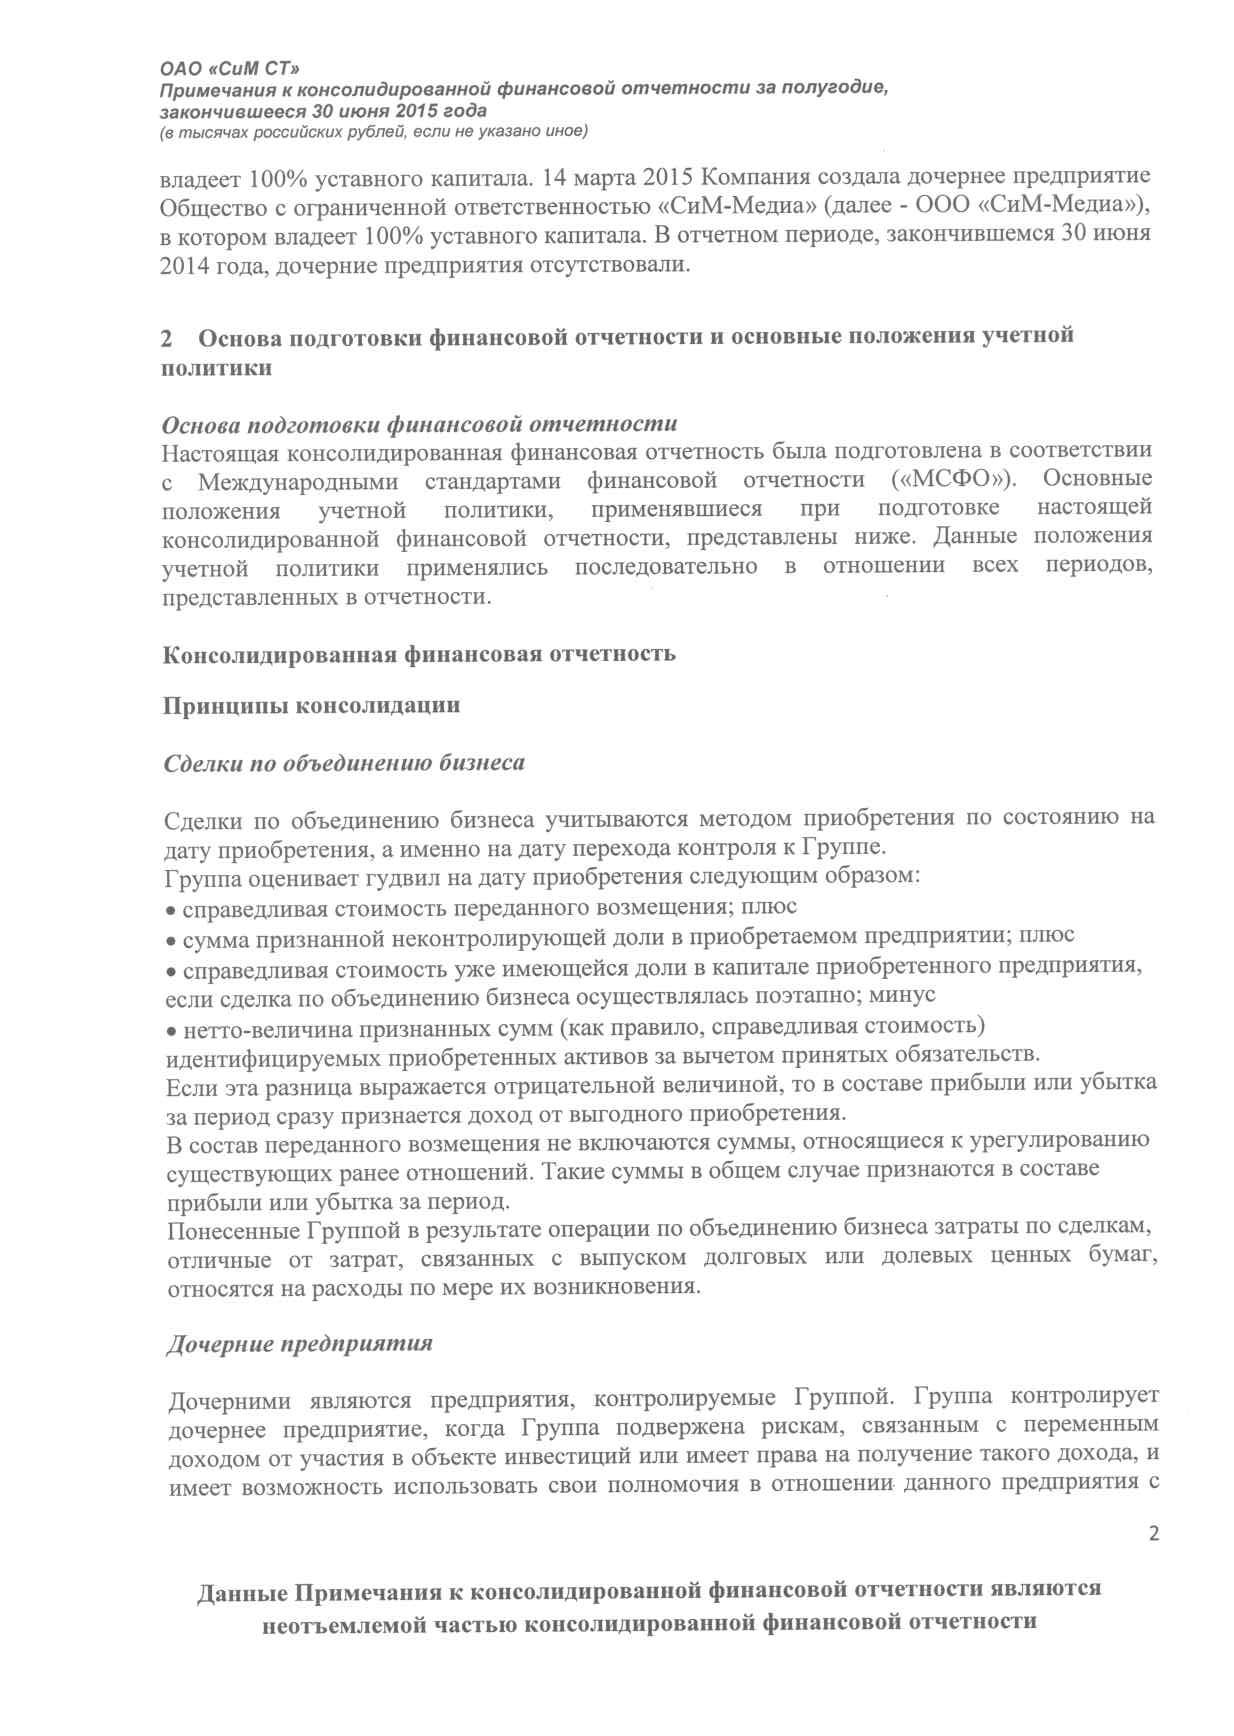 ОАО «СиМ СТ»
Примечания к консолидированной финансовой отчетности за полугодие,
закончившееся 30 июня 2015 года
(в тысячах российских рублей, если не указано иное)
владеет 100% уставного капитала. 14 марта 2015 Компания создала дочернее предприятие
Общество с ограниченной ответственностью «СиМ-Медиа» (далее - ООО «СиМ-Медиа»),
в котором владеет 100% уставного капитала. В отчетном периоде, закончившемся 30 июня
2014 года, дочерние предприятия отсутствовали.
2 Основа подготовки финансовой отчетности и основные положения учетной
политики
Основа подготовки финансовой отчетности
Настоящая консолидированная финансовая отчетность была подготовлена в соответствии
с Международными стандартами финансовой отчетности («МСФО»). Основные
положения учетной политики, применявшиеся при подготовке настоящей
консолидированной финансовой отчетности, представлены ниже. Данные положения
учетной политики применялись последовательно в отношении всех периодов,
представленных в отчетности.
Консолидированная финансовая отчетность
Принципы консолидации
Сделки по объединению бизнеса
Сделки по объединению бизнеса учитываются методом приобретения по состоянию на
дату приобретения, а именно на дату перехода контроля к Группе.
Группа оценивает гудвил на дату приобретения следующим образом:
• справедливая стоимость переданного возмещения; плюс
• сумма признанной неконтролирующей доли в приобретаемом предприятии; плюс
• справедливая стоимость уже имеющейся доли в капитале приобретенного предприятия,
если сделка по объединению бизнеса осуществлялась поэтапно; минус
• нетто-величина признанных сумм (как правило, справедливая стоимость)
идентифицируемых приобретенных активов за вычетом принятых обязательств.
Если эта разница выражается отрицательной величиной, то в составе прибыли или убытка
за период сразу признается доход от выгодного приобретения.
В состав переданного возмещения не включаются суммы, относящиеся к урегулированию
существующих ранее отношений. Такие суммы в общем случае признаются в составе
прибыли или убытка за период.
Понесенные Группой в результате операции по объединению бизнеса затраты по сделкам,
отличные от затрат, связанных с выпуском долговых или долевых ценных бумаг,
относятся на расходы по мере их возникновения.
Дочерние предприятия
Дочерними являются предприятия, контролируемые Группой. Группа контролирует
дочернее предприятие, когда Группа подвержена рискам, связанным с переменным
доходом от участия в объекте инвестиций или имеет права на получение такого дохода, и
имеет возможность использовать свои полномочия в отношении данного предприятия с
2
Данные Примечания к консолидированной финансовой отчетности являются
неотъемлемой частью консолидированной финансовой отчетности